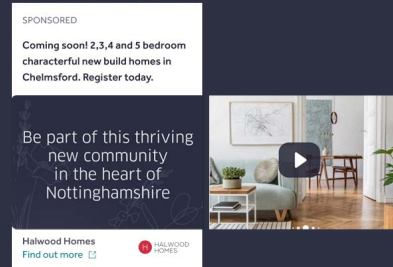 SPONSORED
Coming soon! 2,3,4 and 5 bedroom
characterful new build homes in
Chelmsford. Register today.
Be part of this thriving
new community
in the heart of
Nottinghamshire
Halwood Homes
Find out more
H HALWOOD
HOMES